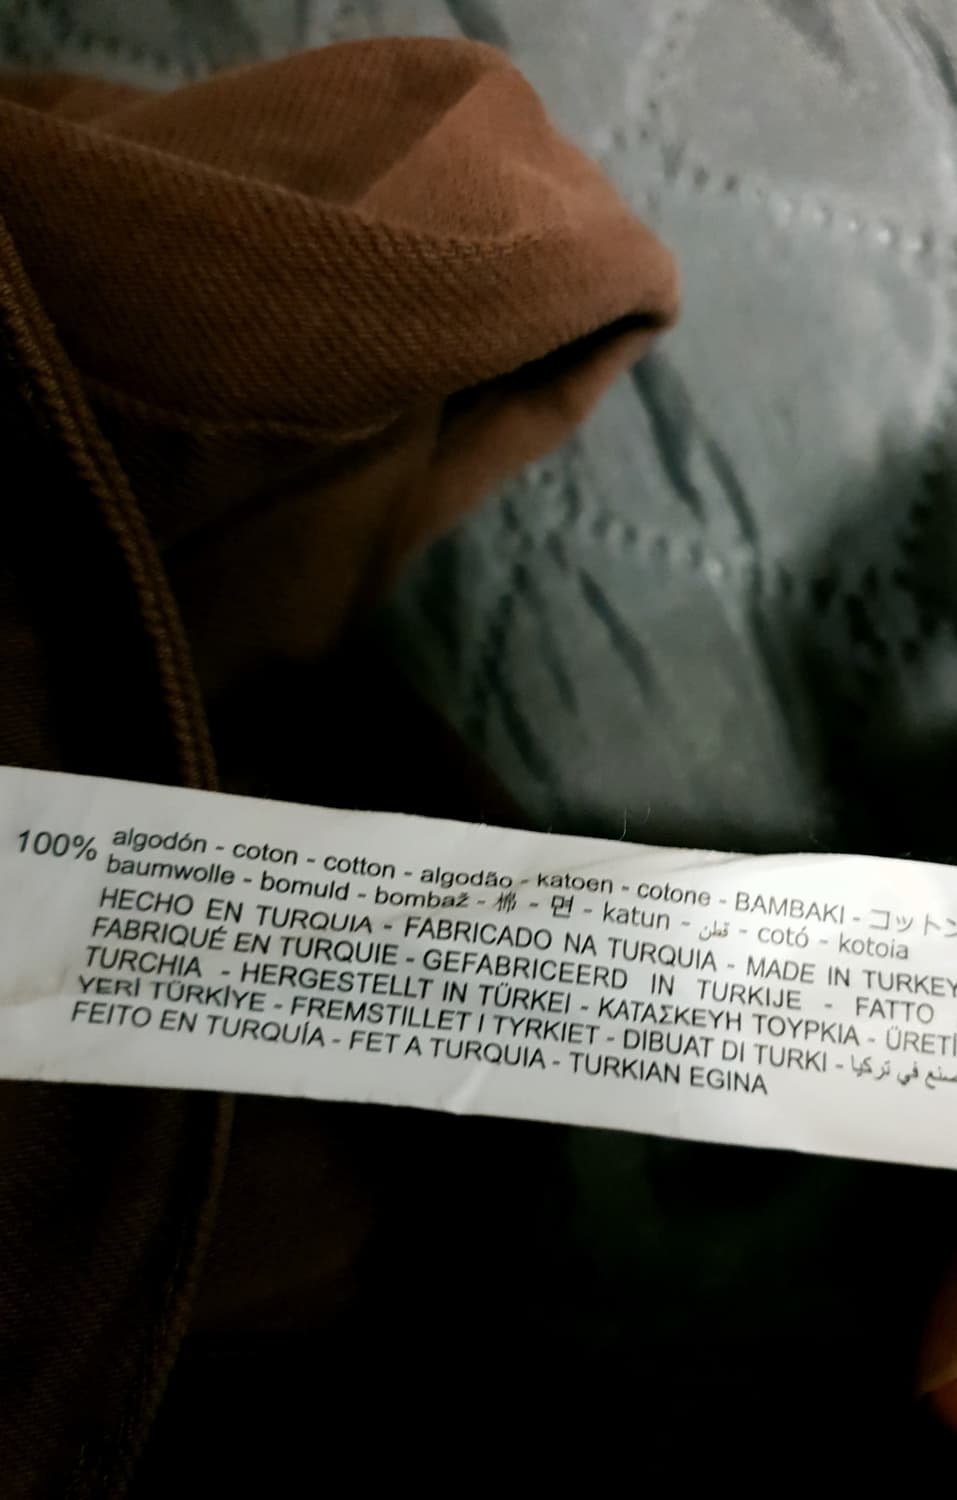 100% algodón - coton - cotton - algodão - katoen - cotone - BAMBAKI - コットン
baumwolle - bomuld - bombaž - 棉 - 면 - katun - قطن - cotó - kotoia
HECHO EN TURQUIA - FABRICADO NA TURQUIA - MADE IN TURKEY
FABRIQUÉ EN TURQUIE - GEFABRICEERD IN TURKIJE - FATTO
TURCHIA - HERGESTELLT IN TÜRKEI - ΚΑΤΑΣΚΕΥΗ ΤΟΥΡΚΙΑ - ÜRETİ
YERİ TÜRKİYE - FREMSTILLET I TYRKIET - DIBUAT DI TURKI - صنع في تركيا
FEITO EN TURQUÍA - FET A TURQUIA - TURKIAN EGINA